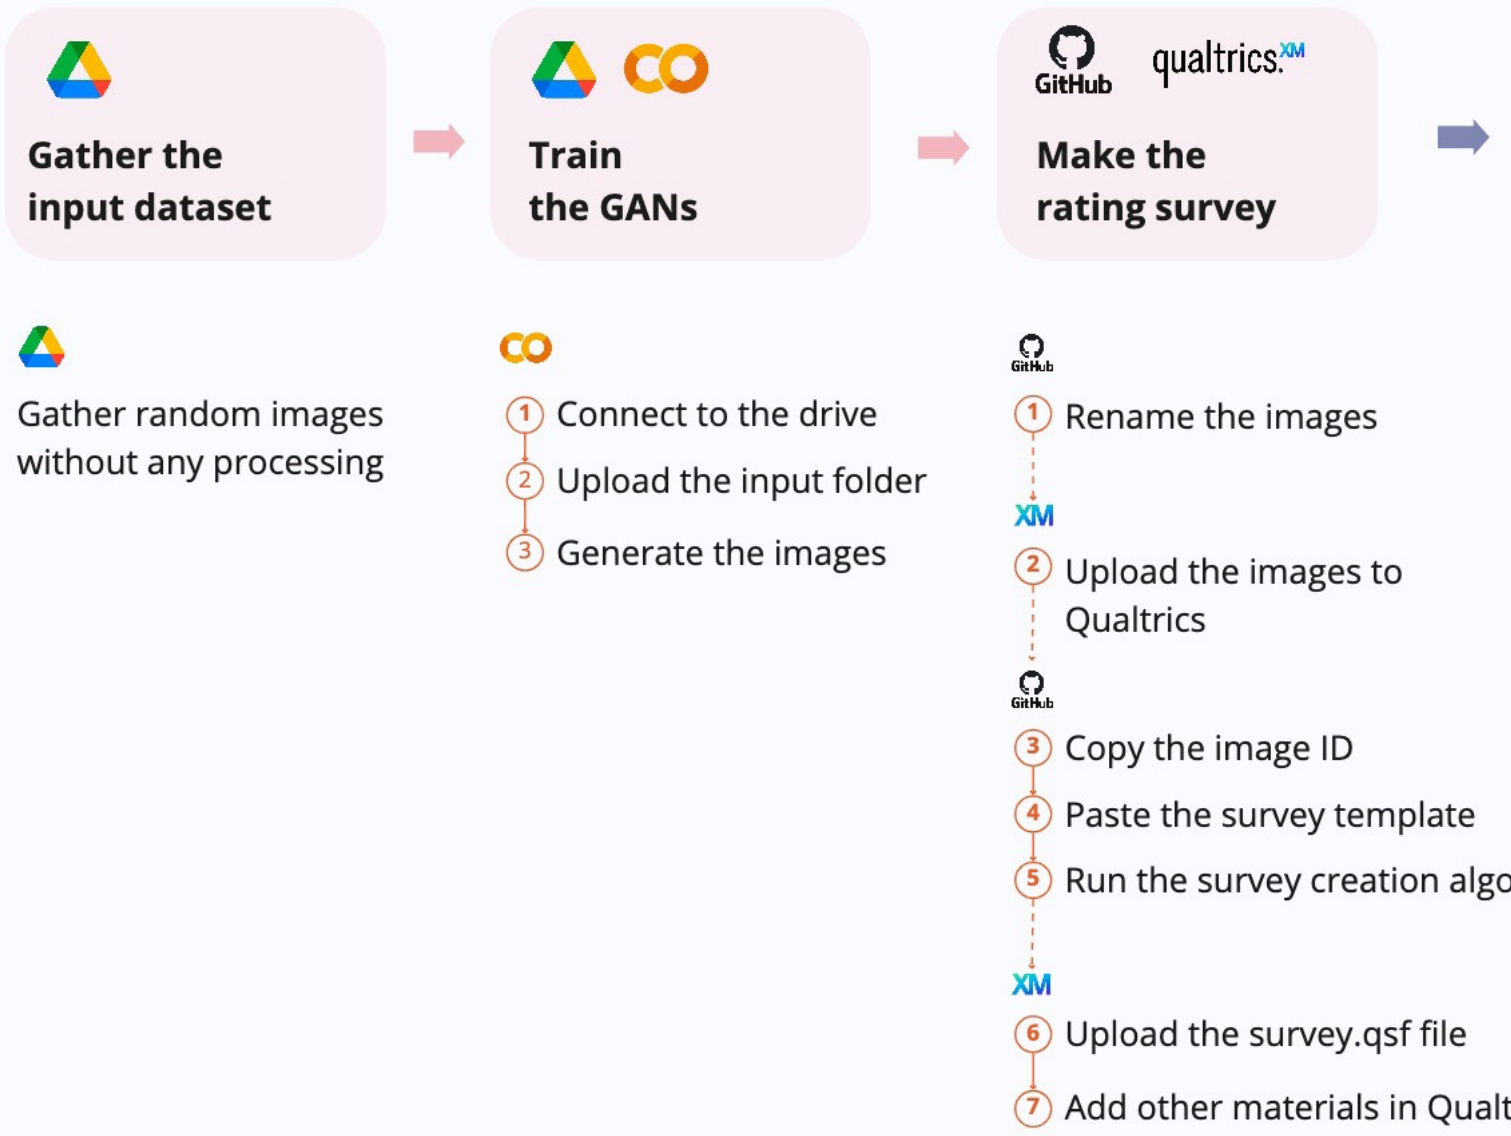 Gather the
input dataset
Train
the GANs
GitHub
qualtrics.XM
Make the
rating survey
Gather random images
without any processing
1 Connect to the drive
2 Upload the input folder
3 Generate the images
GitHub
1 Rename the images
XM
2 Upload the images to
Qualtrics
GitHub
3 Copy the image ID
4 Paste the survey template
5 Run the survey creation algo
XM
6 Upload the survey.qsf file
7 Add other materials in Qualt